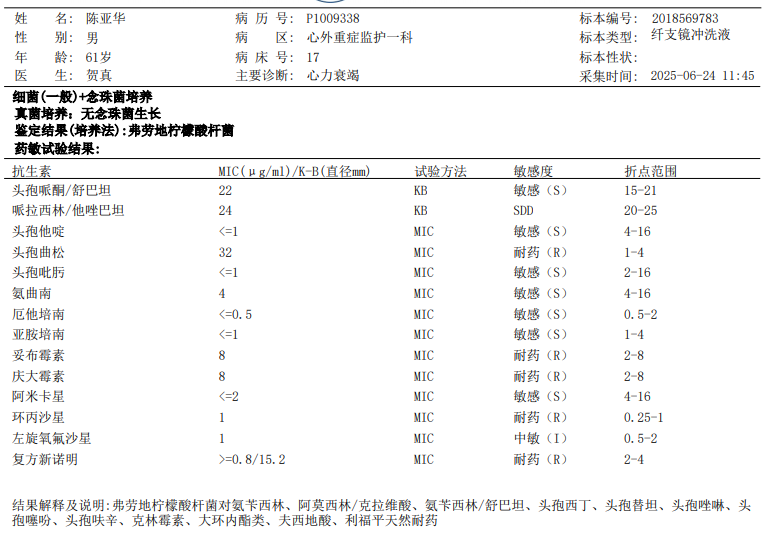 姓 名: 陈亚华 病 历 号: P1009338 标本编号: 2018569783
性 别: 男 病 区: 心外重症监护一科 标本类型: 纤支镜冲洗液
年 龄: 61岁 病 床 号: 17 标本性状:
医 生: 贺真 主要诊断: 心力衰竭 采集时间: 2025-06-24 11:45
细菌(一般)+念珠菌培养
真菌培养: 无念珠菌生长
鉴定结果(培养法):弗劳地柠檬酸杆菌
药敏试验结果:
抗生素 MIC(μg/ml)/K-B(直径mm) 试验方法 敏感度 折点范围
头孢哌酮/舒巴坦 22 KB 敏感（S） 15-21
哌拉西林/他唑巴坦 24 KB SDD 20-25
头孢他啶 <=1 MIC 敏感（S） 4-16
头孢曲松 32 MIC 耐药（R） 1-4
头孢吡肟 <=1 MIC 敏感（S） 2-16
氨曲南 4 MIC 敏感（S） 4-16
厄他培南 <=0.5 MIC 敏感（S） 0.5-2
亚胺培南 <=1 MIC 敏感（S） 1-4
妥布霉素 8 MIC 耐药（R） 2-8
庆大霉素 8 MIC 耐药（R） 2-8
阿米卡星 <=2 MIC 敏感（S） 4-16
环丙沙星 1 MIC 耐药（R） 0.25-1
左旋氧氟沙星 1 MIC 中敏（I） 0.5-2
复方新诺明 >=0.8/15.2 MIC 耐药（R） 2-4
结果解释及说明:弗劳地柠檬酸杆菌对氨苄西林、阿莫西林/克拉维酸、氨苄西林/舒巴坦、头孢西丁、头孢替坦、头孢唑啉、头
孢噻吩、头孢呋辛、克林霉素、大环内酯类、夫西地酸、利福平天然耐药